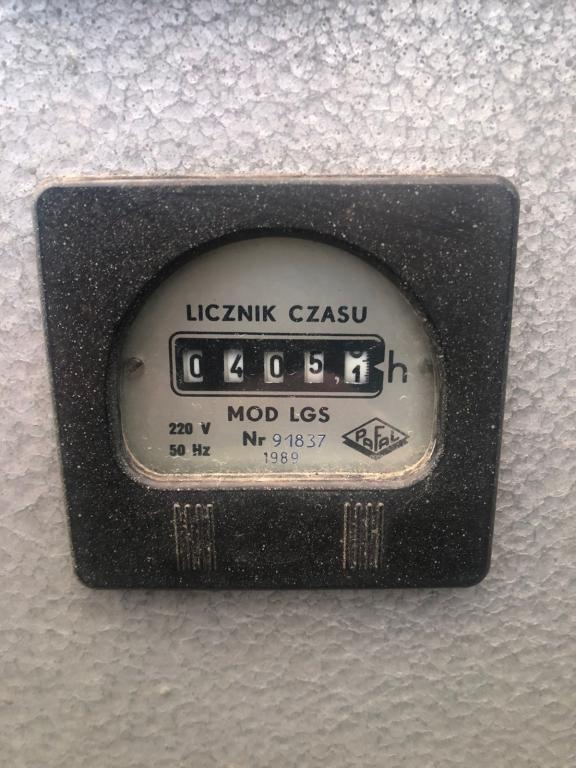 LICZNIK CZASU
0405,1 h
MOD LGS
220 V
50 Hz
Nr 91837
1989
PAFAL